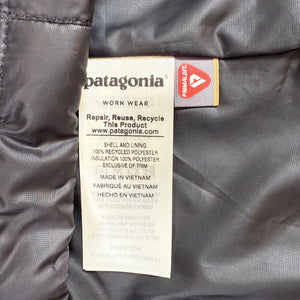 patagonia®
WORN WEAR
Repair, Reuse, Recycle
This Product
www.patagonia.com
SHELL AND LINING
100% RECYCLED POLYESTER
INSULATION 100% POLYESTER
EXCLUSIVE OF TRIM
MADE IN VIETNAM
FABRIQUÉ AU VIETNAM
HECHO EN VIETNAM
PRIMALOFT